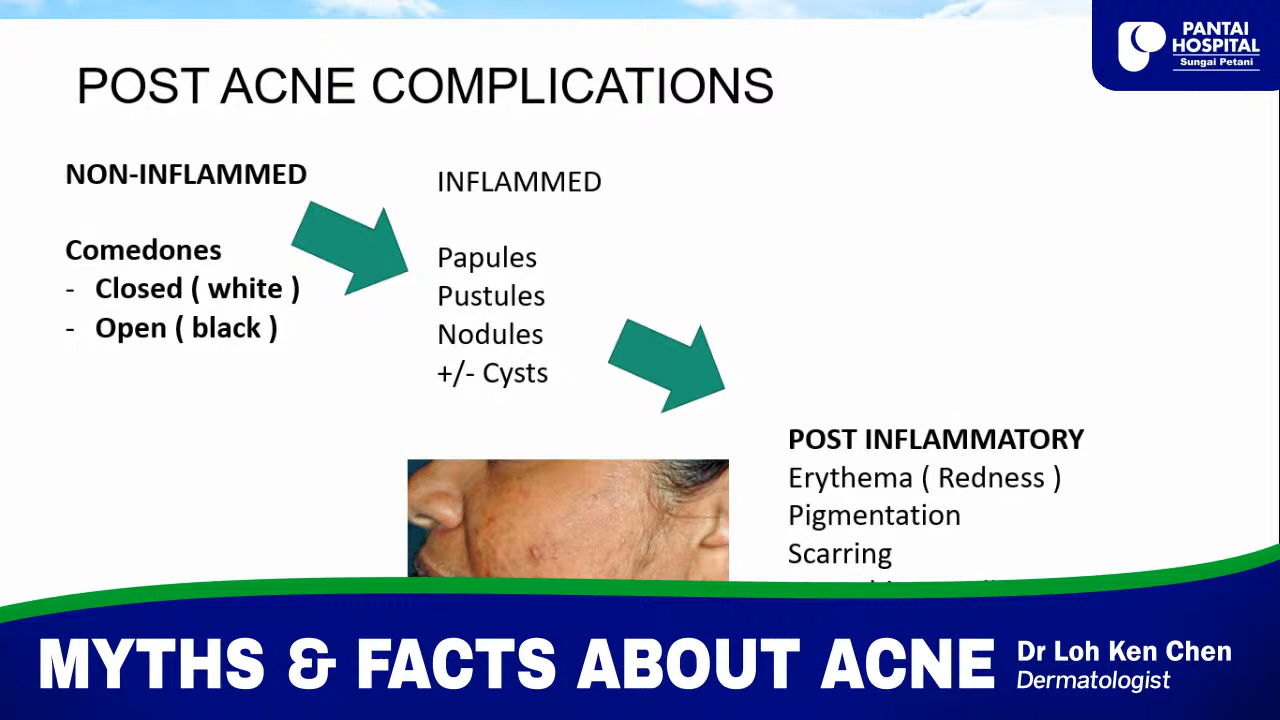 PANTAI
HOSPITAL
Sungai Petani
POST ACNE COMPLICATIONS
NON-INFLAMMED
Comedones
- Closed ( white )
- Open ( black )
INFLAMMED
Papules
Pustules
Nodules
+/- Cysts
POST INFLAMMATORY
Erythema ( Redness )
Pigmentation
Scarring
MYTHS & FACTS ABOUT ACNE
Dr Loh Ken Chen
Dermatologist